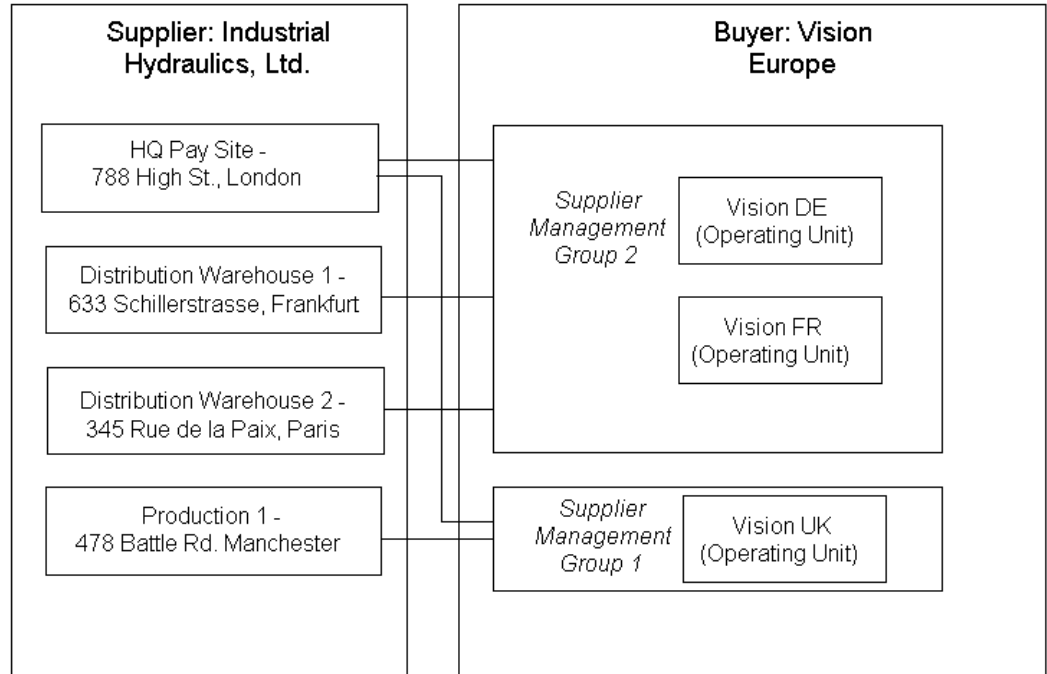 Supplier: Industrial
Hydraulics, Ltd.
HQ Pay Site -
788 High St., London
Distribution Warehouse 1 -
633 Schillerstrasse, Frankfurt
Distribution Warehouse 2 -
345 Rue de la Paix, Paris
Production 1 -
478 Battle Rd. Manchester
Buyer: Vision
Europe
Supplier
Management
Group 2
Vision DE
(Operating Unit)
Vision FR
(Operating Unit)
Supplier
Management
Group 1
Vision UK
(Operating Unit)